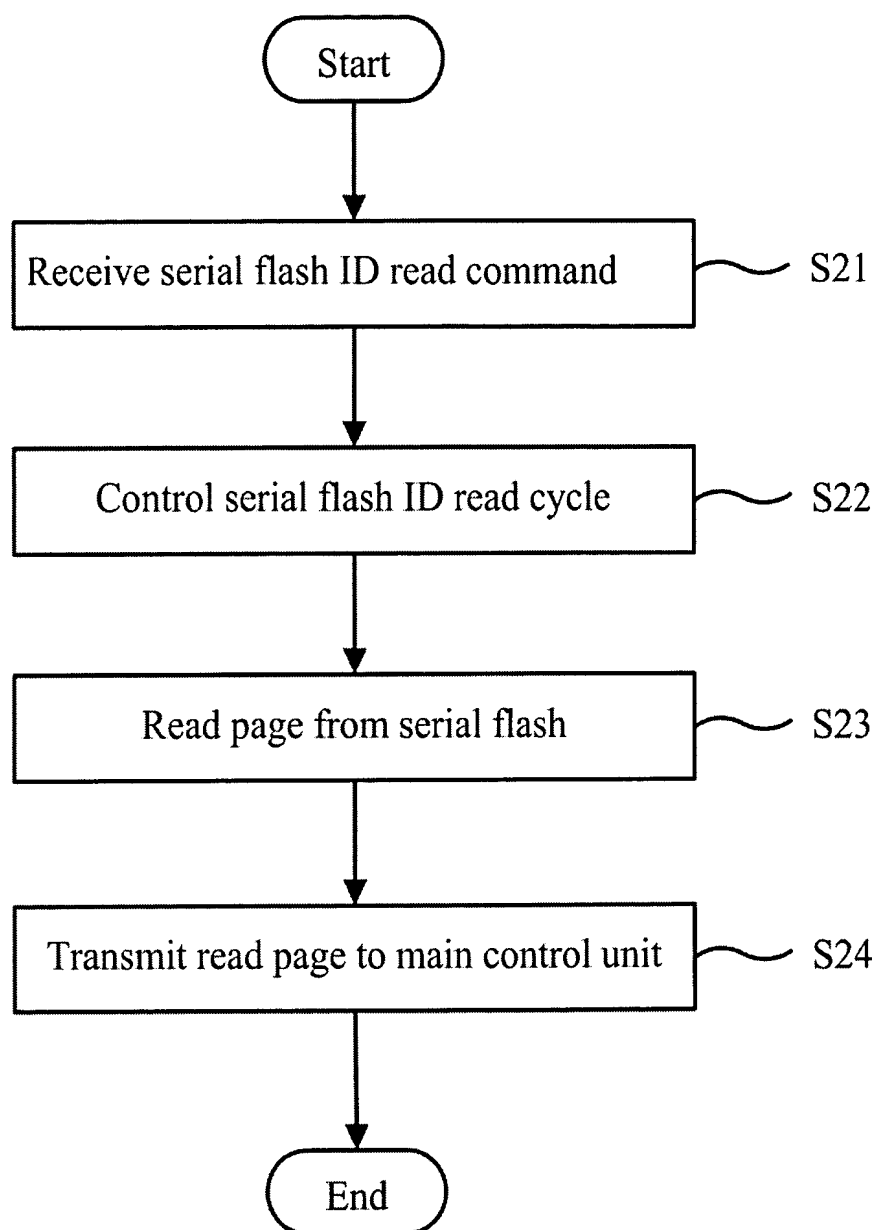 Start
Receive serial flash ID read command
S21
Control serial flash ID read cycle
S22
Read page from serial flash
S23
Transmit read page to main control unit
S24
End